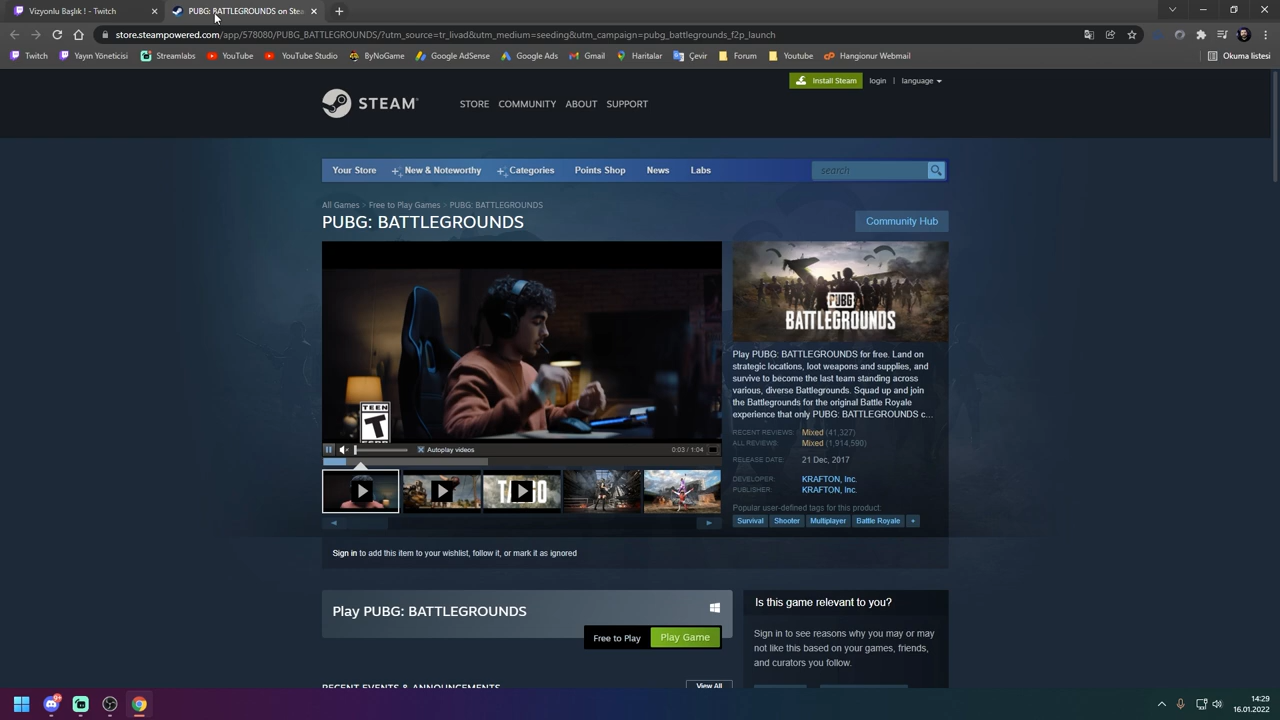 Vizyonlu Başlık ! - Twitch
PUBG: BATTLEGROUNDS on Ste
store.steampowered.com/app/578080/PUBG_BATTLEGROUNDS/?utm_source=tr_livad&utm_medium=seeding&utm_campaign=pubg_battlegrounds_f2p_launch
Twitch Yayın Yöneticisi Streamlabs YouTube YouTube Studio ByNoGame Google AdSense Google Ads Gmail Haritalar Çevir Forum Youtube Hangionur Webmail Okuma listesi
Install Steam login | language
STEAM STORE COMMUNITY ABOUT SUPPORT
Your Store New & Noteworthy Categories Points Shop News Labs search
All Games > Free to Play Games > PUBG: BATTLEGROUNDS
PUBG: BATTLEGROUNDS
Community Hub
PUBG
BATTLEGROUNDS
Play PUBG: BATTLEGROUNDS for free. Land on
strategic locations, loot weapons and supplies, and
survive to become the last team standing across
various, diverse Battlegrounds. Squad up and join
the Battlegrounds for the original Battle Royale
experience that only PUBG: BATTLEGROUNDS c...
TEEN
T
Autoplay videos 0:03 / 1:04
RECENT REVIEWS: Mixed (41,327)
ALL REVIEWS: Mixed (1,914,590)
RELEASE DATE: 21 Dec, 2017
DEVELOPER: KRAFTON, Inc.
PUBLISHER: KRAFTON, Inc.
Popular user-defined tags for this product:
Survival Shooter Multiplayer Battle Royale +
Sign in to add this item to your wishlist, follow it, or mark it as ignored
Play PUBG: BATTLEGROUNDS
Free to Play Play Game
Is this game relevant to you?
Sign in to see reasons why you may or may
not like this based on your games, friends,
and curators you follow.
RECENT EVENTS & ANNOUNCEMENTS View All
14:29
16.01.2022